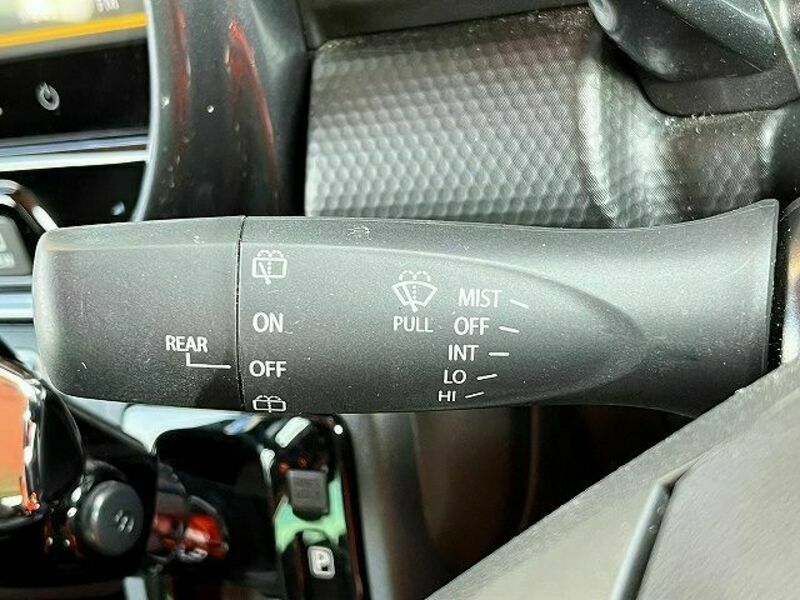 MIST
PULL OFF
ON INT
REAR OFF LO
HI
P